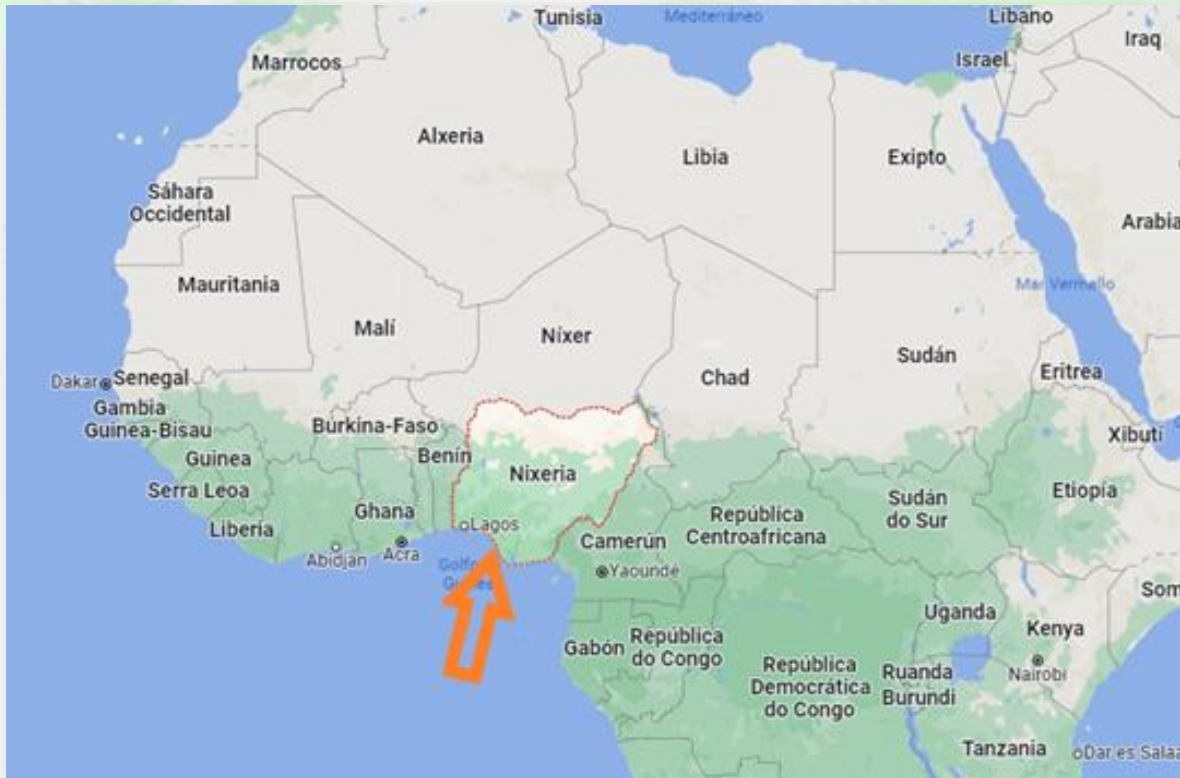 Mediterráneo
Tunisia
Líbano
Iraq
Israel
Marrocos
Alxeria
Libia
Exipto
Sáhara
Occidental
Arabia
Mauritania
Mar Vermello
Malí
Níxer
Sudán
Chad
Eritrea
Dakar
Senegal
Gambia
Guinea-Bisau
Burkina-Faso
Xibuti
Benín
Guinea
Nixeria
Serra Leoa
Etiopía
Ghana
Sudán
do Sur
República
Centroafricana
Lagos
Liberia
Camerún
Abidjan
Acra
Yaoundé
Som
Uganda
Kenya
Gabón
República
do Congo
Nairobi
República
Democrática
do Congo
Ruanda
Burundi
Tanzania
Dar es Salaa